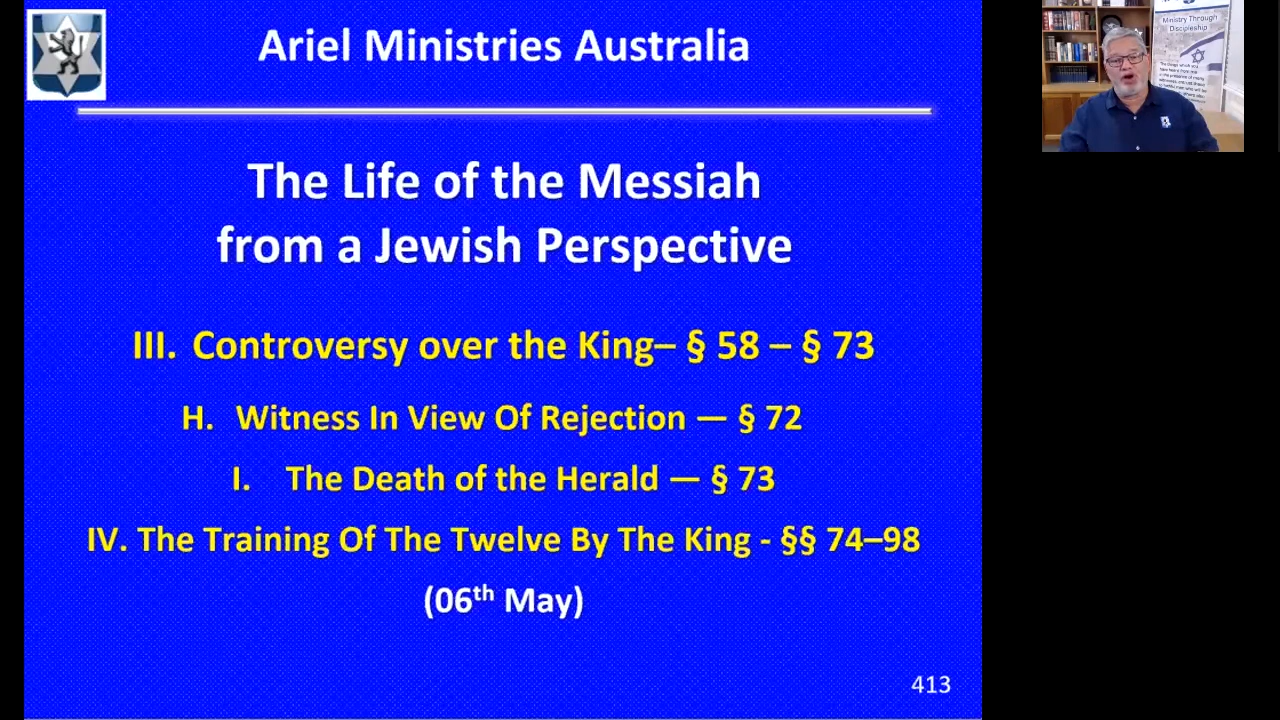 Ariel Ministries Australia
The Life of the Messiah
from a Jewish Perspective
III. Controversy over the King– § 58 – § 73
H. Witness In View Of Rejection — § 72
I. The Death of the Herald — § 73
IV. The Training Of The Twelve By The King - §§ 74–98
(06th May)
413
Ministry Through
Discipleship